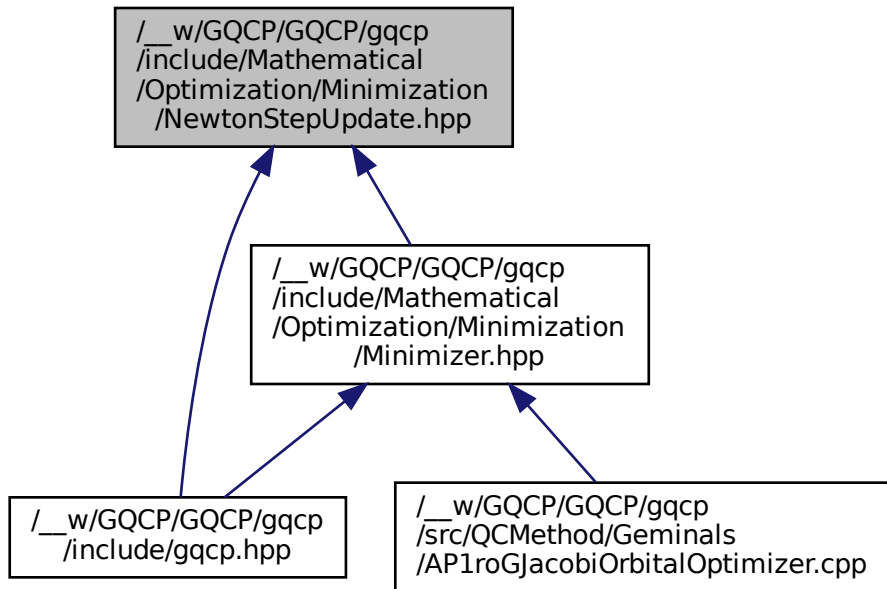 /__w/GQCP/GQCP/gqcp
/include/Mathematical
/Optimization/Minimization
/NewtonStepUpdate.hpp
/__w/GQCP/GQCP/gqcp
/include/Mathematical
/Optimization/Minimization
/Minimizer.hpp
/__w/GQCP/GQCP/gqcp
/include/gqcp.hpp
/__w/GQCP/GQCP/gqcp
/src/QCMethod/Geminals
/AP1roGJacobiOrbitalOptimizer.cpp